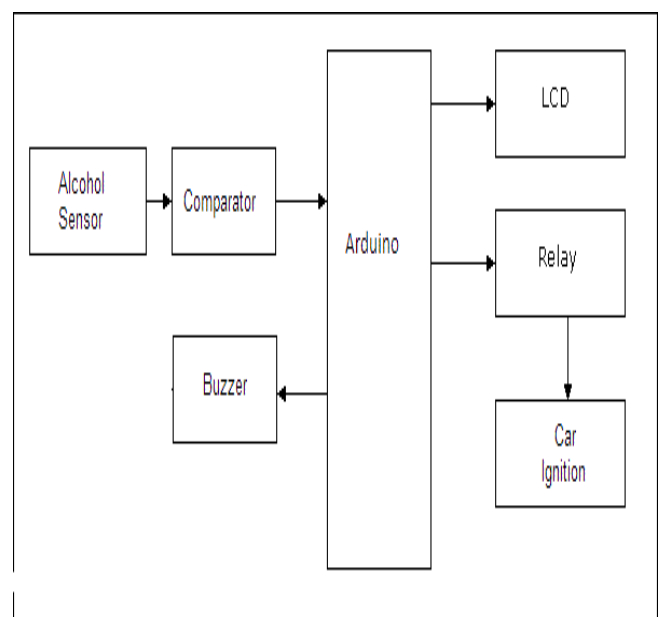 Alcohol
Sensor
Comparator
Arduino
LCD
Relay
Buzzer
Car
Ignition